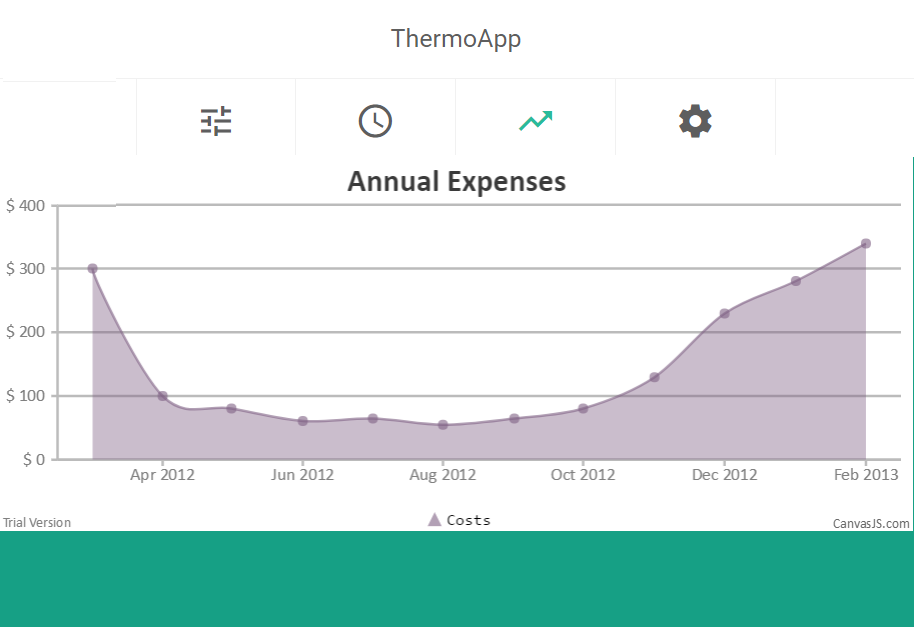 ThermoApp
Annual Expenses
$ 400
$ 300
$ 200
$ 100
$ 0
Apr 2012 Jun 2012 Aug 2012 Oct 2012 Dec 2012 Feb 2013
Costs
Trial Version
CanvasJS.com